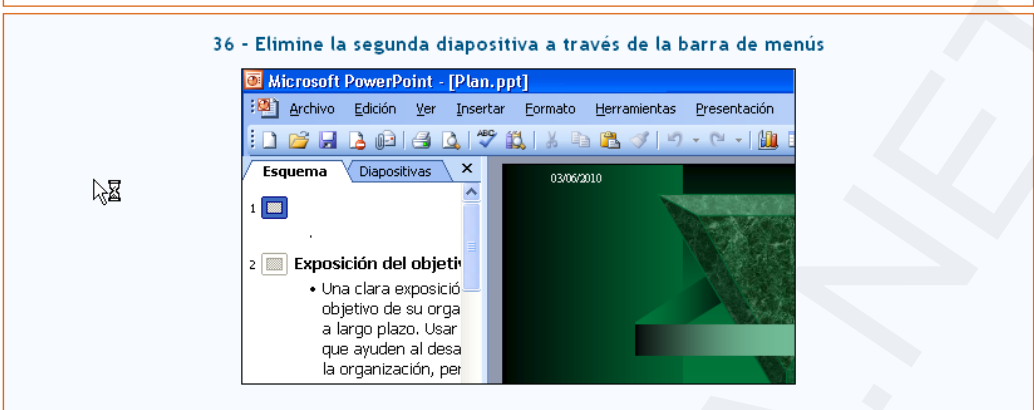 36 - Elimine la segunda diapositiva a través de la barra de menús
Microsoft PowerPoint - [Plan.ppt]
Archivo Edición Ver Insertar Formato Herramientas Presentación
ABC
Esquema Diapositivas
03/06/2010
1
.
2 Exposición del objetiv
• Una clara exposició
objetivo de su orga
a largo plazo. Usar
que ayuden al desa
la organización, per
A.NET